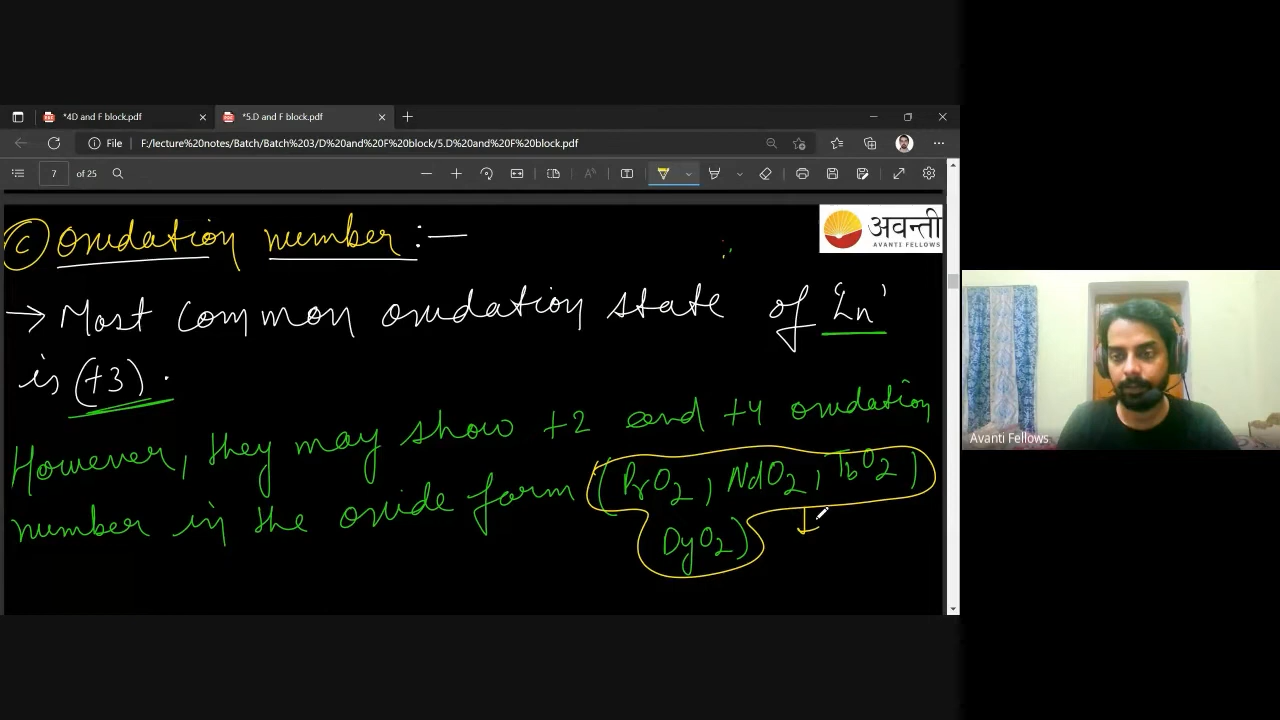 *4D and F block.pdf
*5.D and F block.pdf
File
F:/lecture%20notes/Batch/Batch%203/D%20and%20F%20block/5.D%20and%20F%20block.pdf
7 of 25
(c) Oxidation number :—
अवन्ती
AVANTI FELLOWS
→ Most common oxidation state of 'Ln'
is (+3).
However, they may show +2 and +4 oxidation
number in the oxide form (PrO2, NdO2, TbO2,
DyO2)
Avanti Fellows